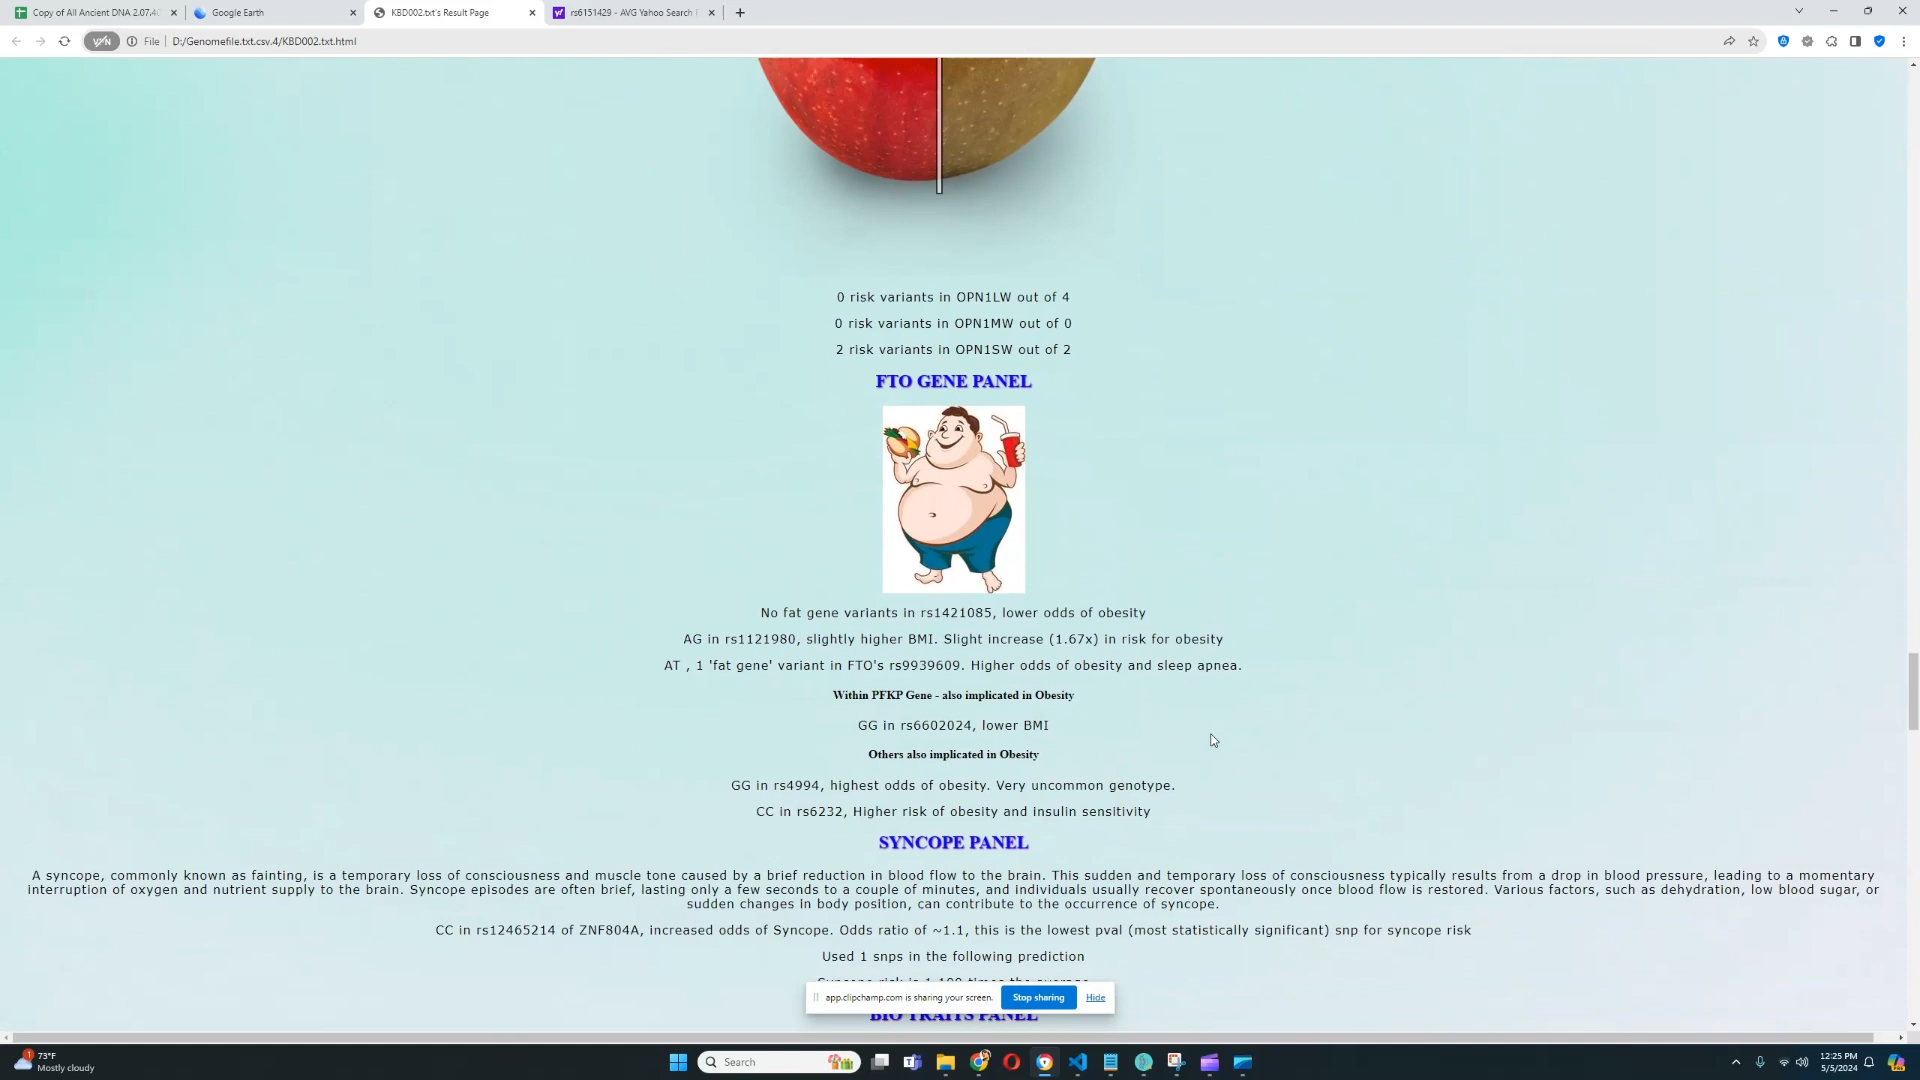 Copy of All Ancient DNA 2.07.40
Google Earth
KBD002.txt's Result Page
rs6151429 - AVG Yahoo Search
VPN
File
D:/Genomefile.txt.csv.4/KBD002.txt.html
0 risk variants in OPN1LW out of 4
0 risk variants in OPN1MW out of 0
2 risk variants in OPN1SW out of 2
FTO GENE PANEL
No fat gene variants in rs1421085, lower odds of obesity
AG in rs1121980, slightly higher BMI. Slight increase (1.67x) in risk for obesity
AT , 1 'fat gene' variant in FTO's rs9939609. Higher odds of obesity and sleep apnea.
Within PFKP Gene - also implicated in Obesity
GG in rs6602024, lower BMI
Others also implicated in Obesity
GG in rs4994, highest odds of obesity. Very uncommon genotype.
CC in rs6232, Higher risk of obesity and insulin sensitivity
SYNCOPE PANEL
A syncope, commonly known as fainting, is a temporary loss of consciousness and muscle tone caused by a brief reduction in blood flow to the brain. This sudden and temporary loss of consciousness typically results from a drop in blood pressure, leading to a momentary
interruption of oxygen and nutrient supply to the brain. Syncope episodes are often brief, lasting only a few seconds to a couple of minutes, and individuals usually recover spontaneously once blood flow is restored. Various factors, such as dehydration, low blood sugar, or
sudden changes in body position, can contribute to the occurrence of syncope.
CC in rs12465214 of ZNF804A, increased odds of Syncope. Odds ratio of ~1.1, this is the lowest pval (most statistically significant) snp for syncope risk
Used 1 snps in the following prediction
app.clipchamp.com is sharing your screen.
Stop sharing
Hide
BIO TRAITS PANEL
1
73°F
Mostly cloudy
Search
12:25 PM
5/5/2024